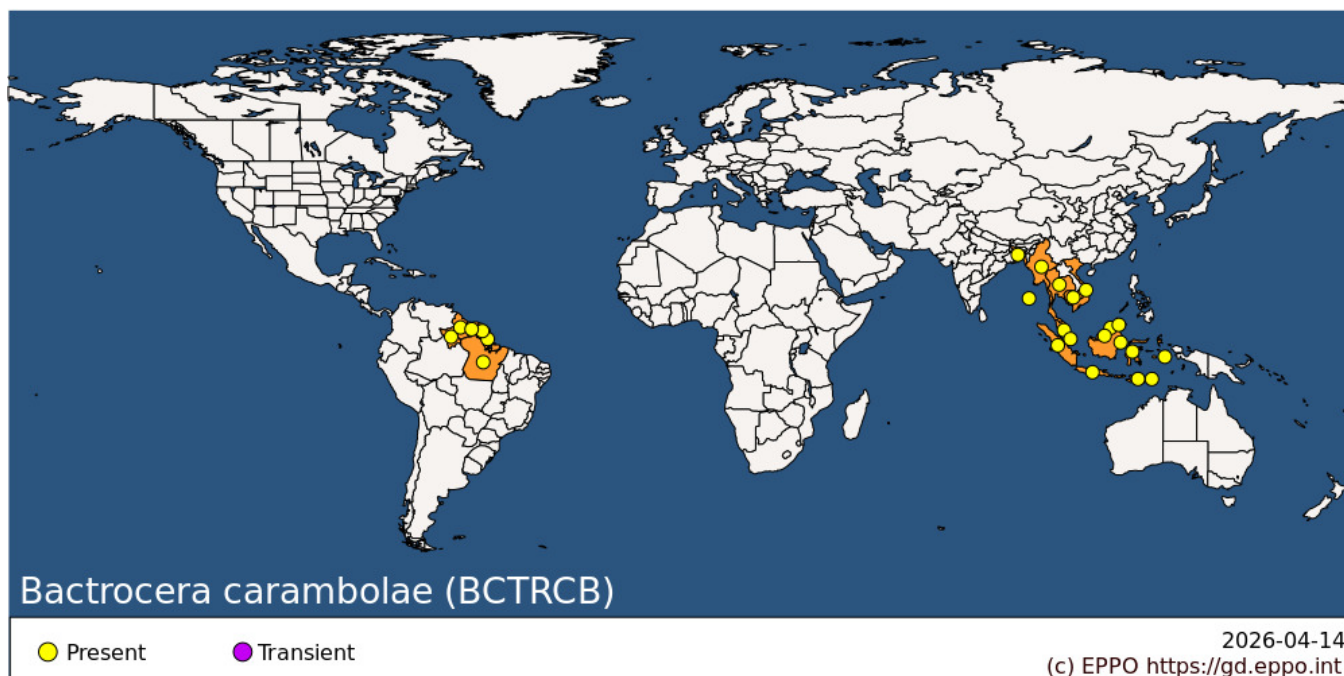 Bactrocera carambolae (BCTRCB)
Present
Transient
2026-04-14
(c) EPPO https://gd.eppo.int